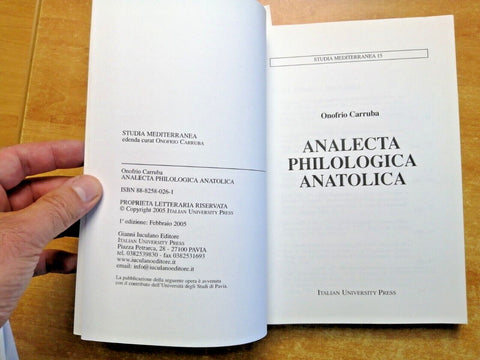 STUDIA MEDITERRANEA
edenda curat ONOFRIO CARRUBA
Onofrio Carruba
ANALECTA PHILOLOGICA ANATOLICA
ISBN 88-8258-026-1
PROPRIETÀ LETTERARIA RISERVATA
© Copyright 2005 ITALIAN UNIVERSITY PRESS
1ª edizione: Febbraio 2005
Gianni Iuculano Editore
ITALIAN UNIVERSITY PRESS
Piazza Petrarca, 28 - 27100 PAVIA
tel. 0382539830 - fax 0382531693
www.iuculanoeditore.it
email: info@iuculanoeditore.it
La pubblicazione della seguente opera è avvenuta
con il contributo dell'Università degli Studi di Pavia.
STUDIA MEDITERRANEA 15
Onofrio Carruba
ANALECTA
PHILOLOGICA
ANATOLICA
ITALIAN UNIVERSITY PRESS